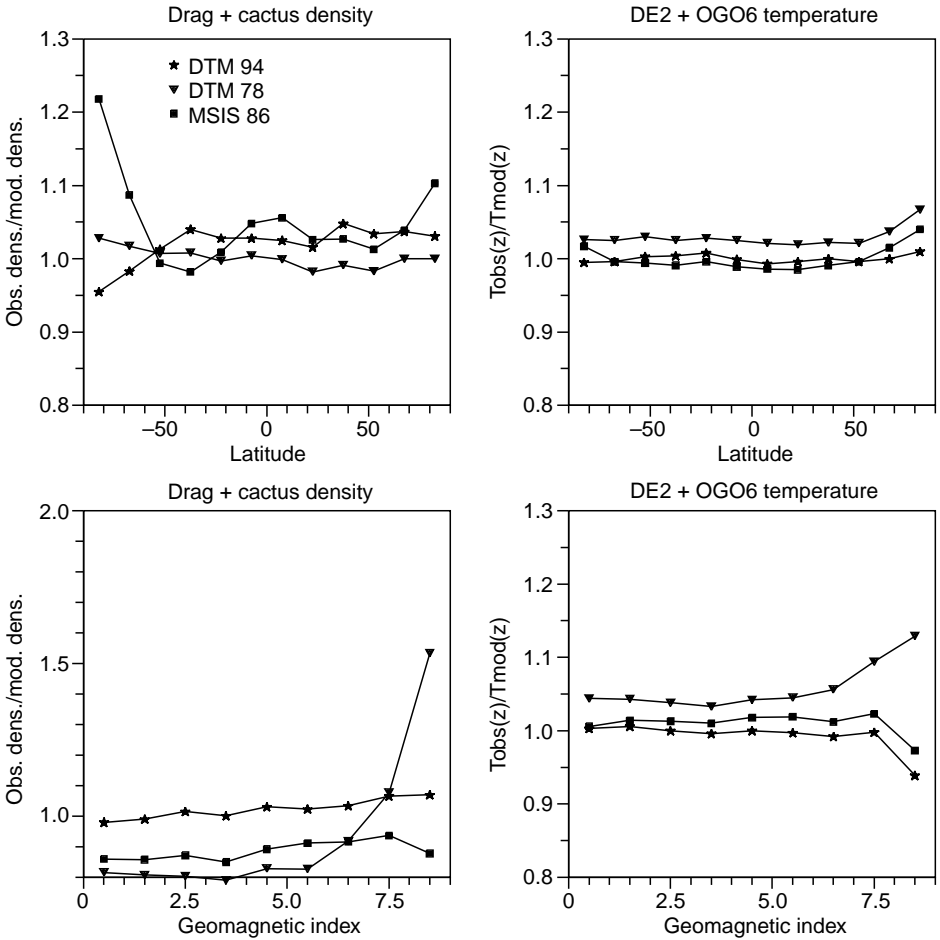 Drag + cactus density
Obs. dens./mod. dens.
1.3
1.2
1.1
1.0
0.9
0.8
DTM 94
DTM 78
MSIS 86
–50
0
50
Latitude
DE2 + OGO6 temperature
Tobs(z)/Tmod(z)
1.3
1.2
1.1
1.0
0.9
0.8
–50
0
50
Latitude
Drag + cactus density
Obs. dens./mod. dens.
2.0
1.5
1.0
0
2.5
5.0
7.5
Geomagnetic index
DE2 + OGO6 temperature
Tobs(z)/Tmod(z)
1.3
1.2
1.1
1.0
0.9
0.8
0
2.5
5.0
7.5
Geomagnetic index